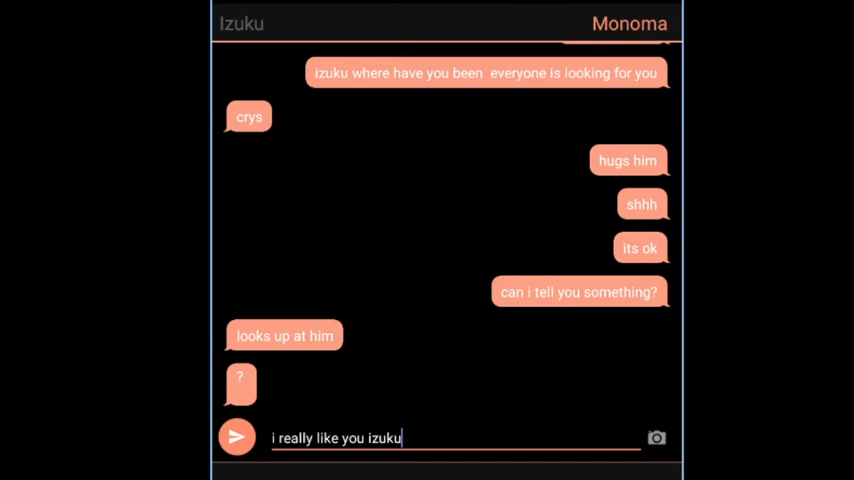 Izuku
Monoma
izuku where have you been  everyone is looking for you
crys
hugs him
shhh
its ok
can i tell you something?
looks up at him
?
i really like you izuku